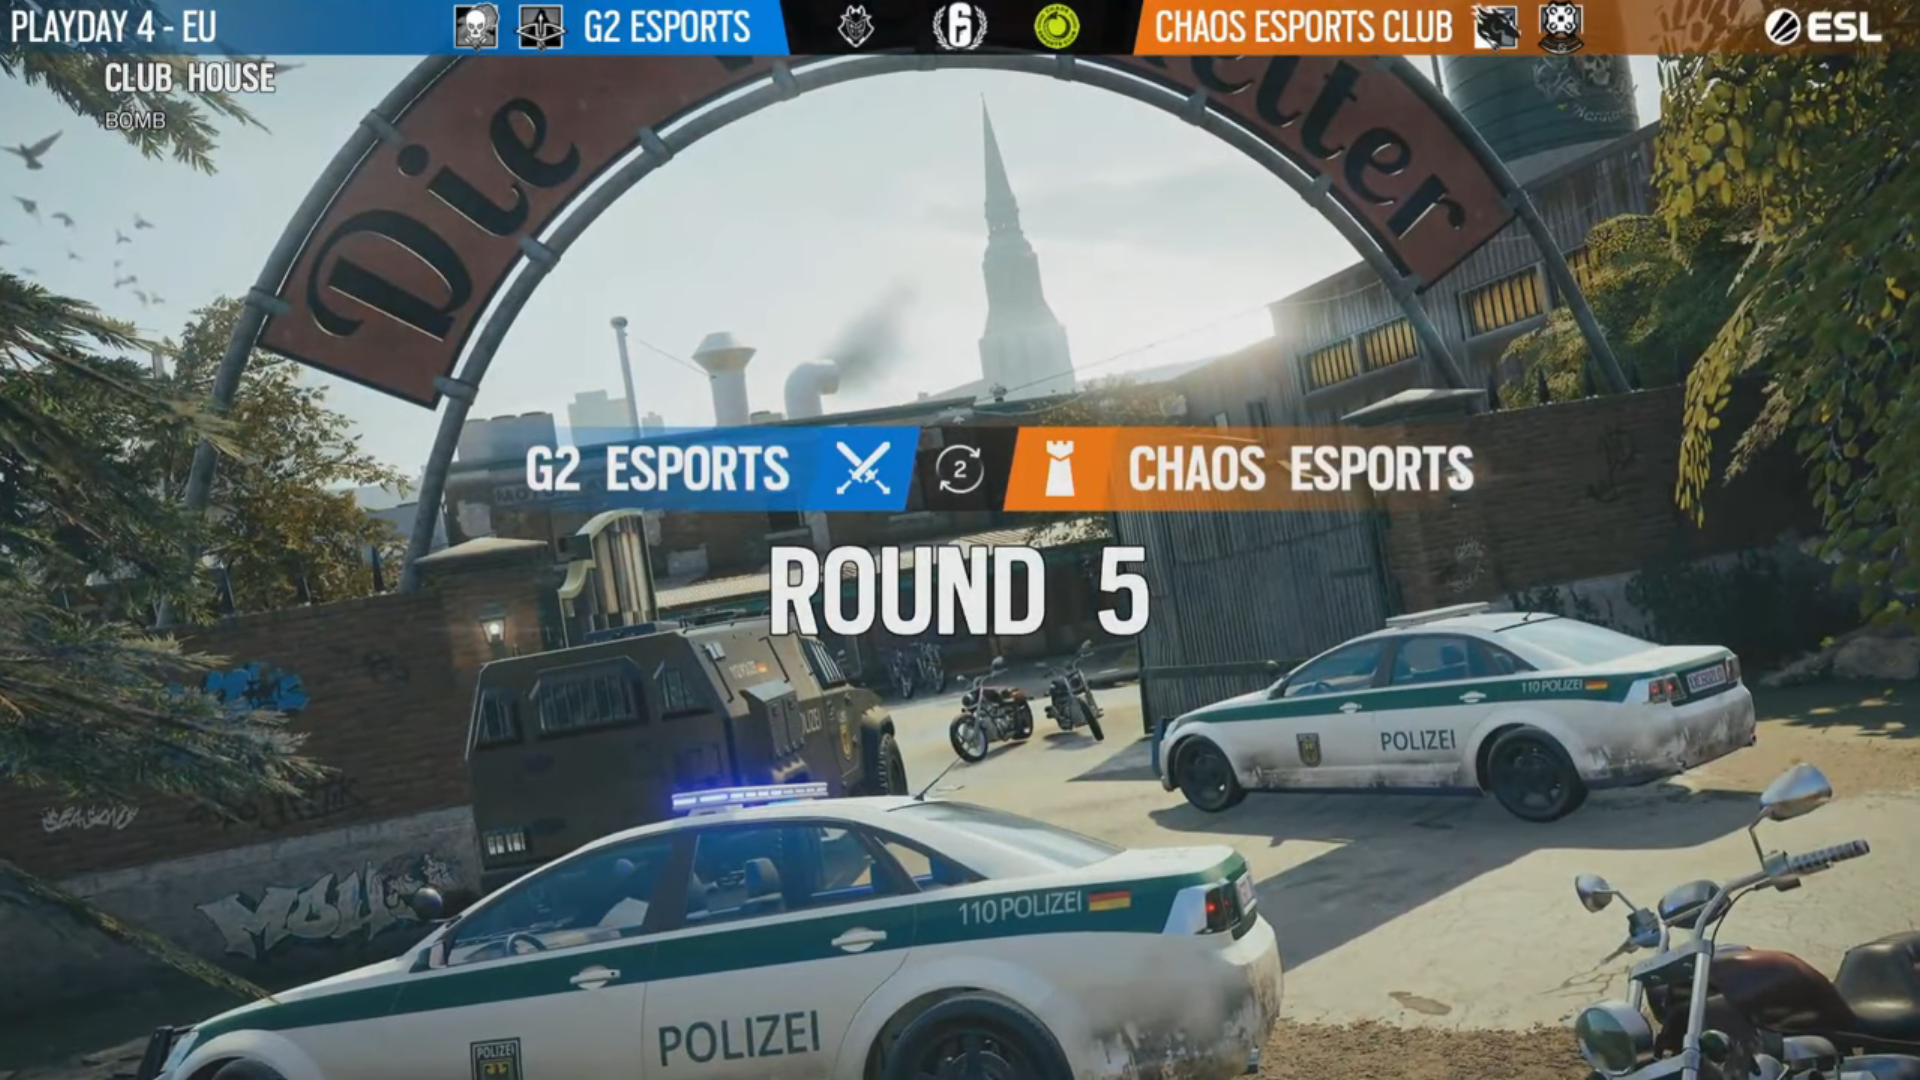 PLAYDAY 4 - EU
G2 ESPORTS
CHAOS ESPORTS CLUB
ESL
CLUB HOUSE
BOMB
Die
G2 ESPORTS
2
CHAOS ESPORTS
ROUND 5
110 POLIZEI
POLIZEI
110 POLIZEI
POLIZEI
POLIZEI